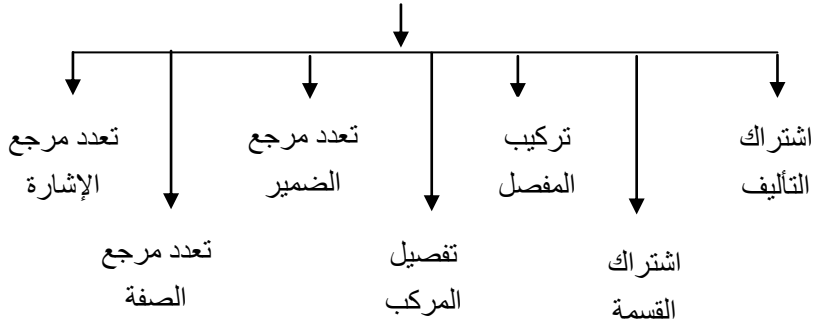 اشتراك
التأليف
تركيب
المفصل
تعدد مرجع
الضمير
تعدد مرجع
الإشارة
اشتراك
القسمة
تفصيل
المركب
تعدد مرجع
الصفة